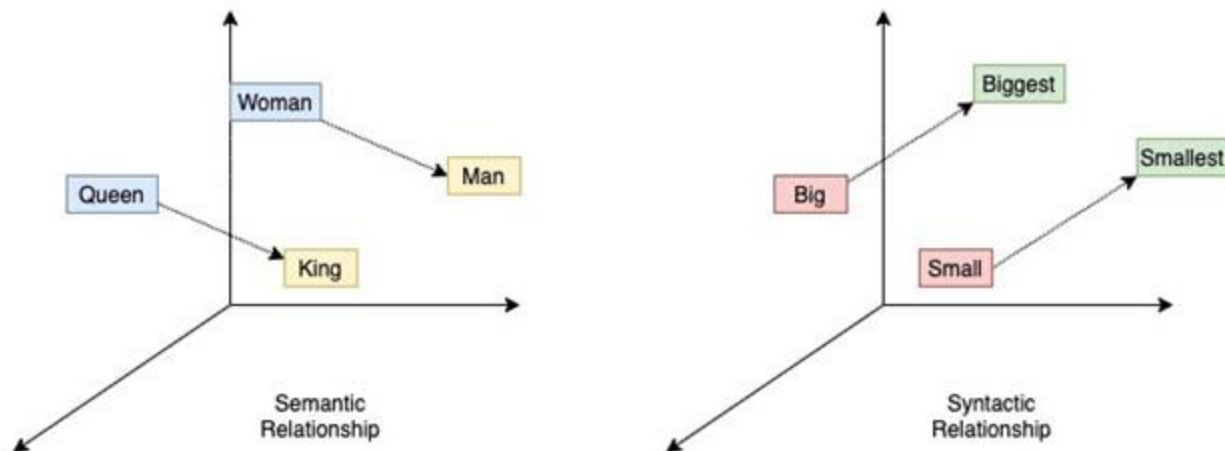 Woman
Man
Queen
King
Semantic
Relationship
Biggest
Smallest
Big
Small
Syntactic
Relationship